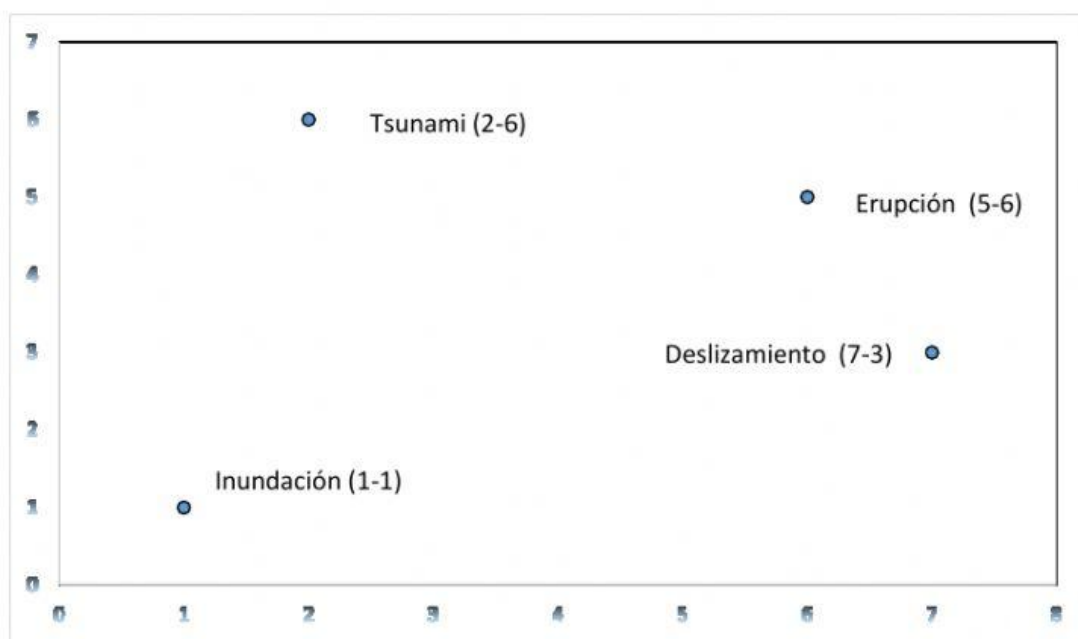 7
6
Tsunami (2-6)
5
Erupción (5-6)
4
3
Deslizamiento (7-3)
2
Inundación (1-1)
1
0
0 1 2 3 4 5 6 7 8